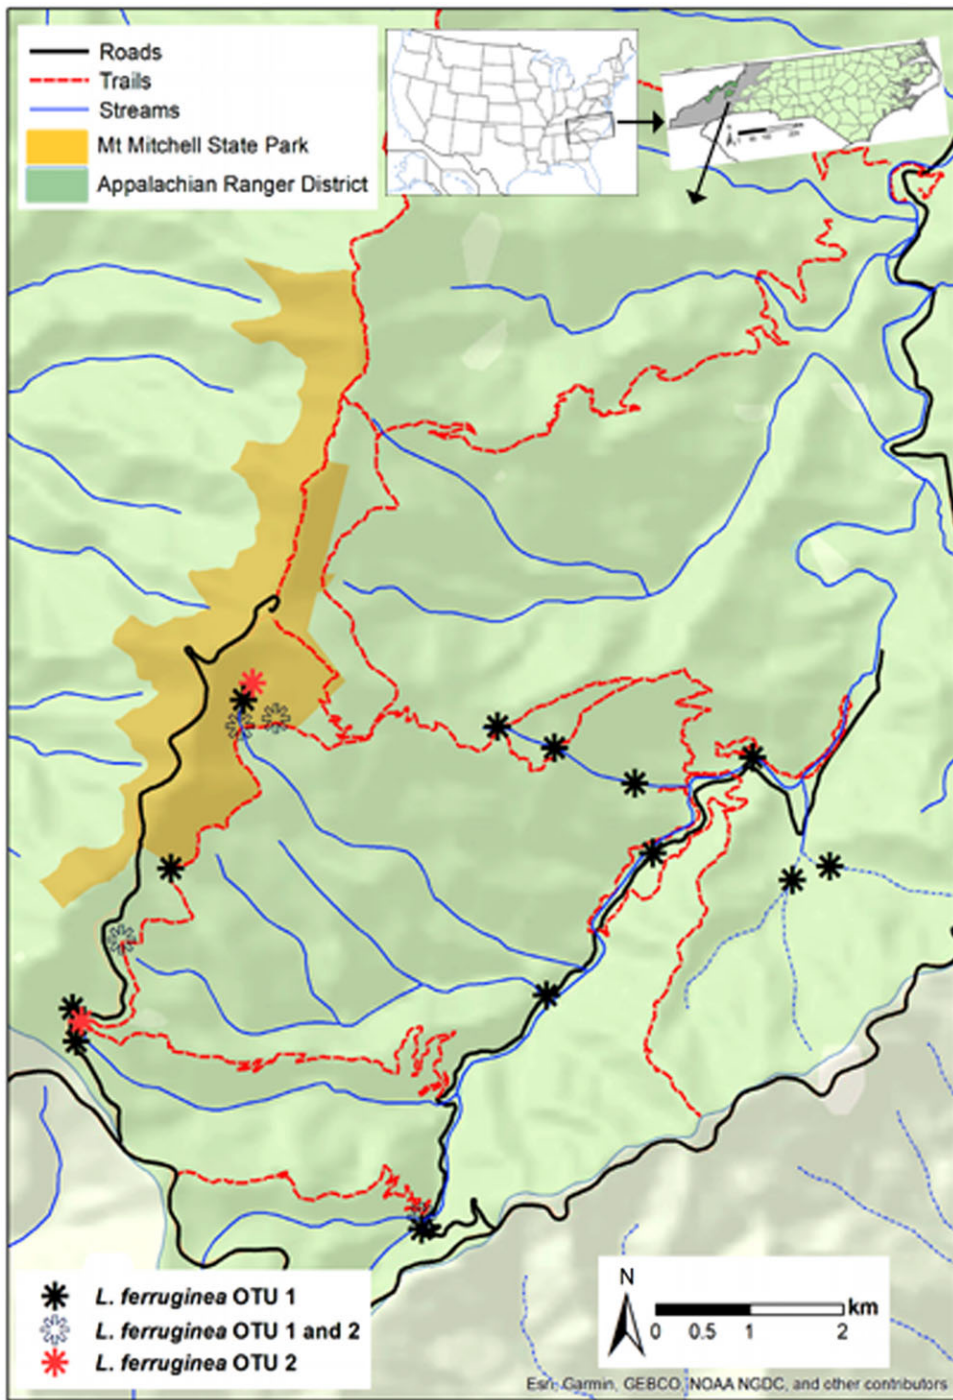 Roads
Trails
Streams
Mt Mitchell State Park
Appalachian Ranger District
L. ferruginea OTU 1
L. ferruginea OTU 1 and 2
L. ferruginea OTU 2
N
km
0 0.5 1 2
Esri, Garmin, GEBCO, NOAA NGDC, and other contributors